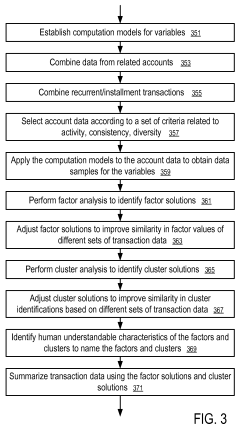 Establish computation models for variables 351
Combine data from related accounts 353
Combine recurrent/installment transactions 355
Select account data according to a set of criteria related to
activity, consistency, diversity 357
Apply the computation models to the account data to obtain data
samples for the variables 359
Perform factor analysis to identify factor solutions 361
Adjust factor solutions to improve similarity in factor values of
different sets of transaction data 363
Perform cluster analysis to identify cluster solutions 365
Adjust cluster solutions to improve similarity in cluster
identifications based on different sets of transaction data 367
Identify human understandable characteristics of the factors and
clusters to name the factors and clusters 369
Summarize transaction data using the factor solutions and cluster
solutions 371
FIG. 3